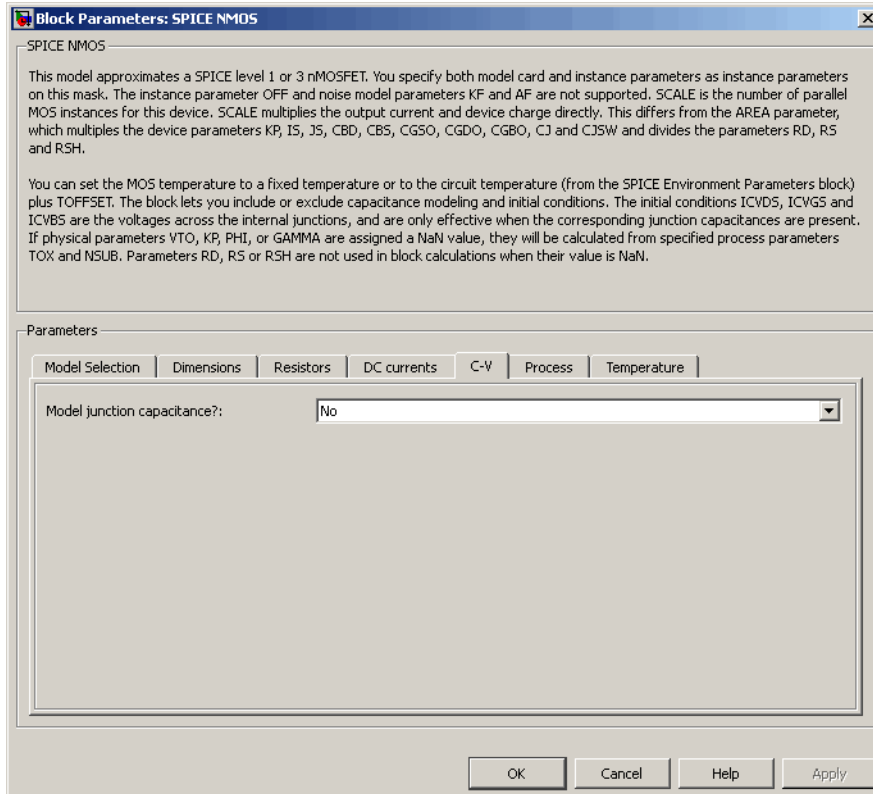 Block Parameters: SPICE NMOS
SPICE NMOS
This model approximates a SPICE level 1 or 3 nMOSFET. You specify both model card and instance parameters as instance parameters
on this mask. The instance parameter OFF and noise model parameters KF and AF are not supported. SCALE is the number of parallel
MOS instances for this device. SCALE multiplies the output current and device charge directly. This differs from the AREA parameter,
which multiples the device parameters KP, IS, JS, CBD, CBS, CGSO, CGDO, CGBO, CJ and CJSW and divides the parameters RD, RS
and RSH.
You can set the MOS temperature to a fixed temperature or to the circuit temperature (from the SPICE Environment Parameters block)
plus TOFFSET. The block lets you include or exclude capacitance modeling and initial conditions. The initial conditions ICVDS, ICVGS and
ICVBS are the voltages across the internal junctions, and are only effective when the corresponding junction capacitances are present.
If physical parameters VTO, KP, PHI, or GAMMA are assigned a NaN value, they will be calculated from specified process parameters
TOX and NSUB. Parameters RD, RS or RSH are not used in block calculations when their value is NaN.
Parameters
Model Selection Dimensions Resistors DC currents C-V Process Temperature
Model junction capacitance?: No
OK Cancel Help Apply